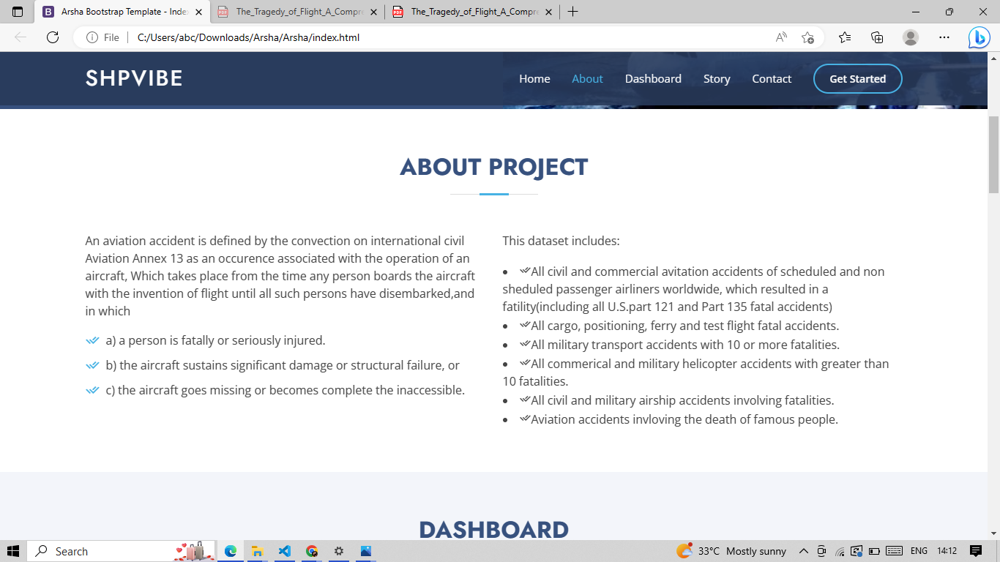 Arsha Bootstrap Template - Inde
The_Tragedy_of_Flight_A_Compre
The_Tragedy_of_Flight_A_Compre
File
C:/Users/abc/Downloads/Arsha/Arsha/index.html
SHPVIBE
Home About Dashboard Story Contact Get Started
ABOUT PROJECT
An aviation accident is defined by the convection on international civil
Aviation Annex 13 as an occurence associated with the operation of an
aircraft, Which takes place from the time any person boards the aircraft
with the invention of flight until all such persons have disembarked,and
in which
a) a person is fatally or seriously injured.
b) the aircraft sustains significant damage or structural failure, or
c) the aircraft goes missing or becomes complete the inaccessible.
This dataset includes:
All civil and commercial avitation accidents of scheduled and non
sheduled passenger airliners worldwide, which resulted in a
fatility(including all U.S.part 121 and Part 135 fatal accidents)
All cargo, positioning, ferry and test flight fatal accidents.
All military transport accidents with 10 or more fatalities.
All commerical and military helicopter accidents with greater than
10 fatalities.
All civil and military airship accidents involving fatalities.
Aviation accidents invloving the death of famous people.
DASHBOARD
Search
33°C Mostly sunny
ENG
14:12